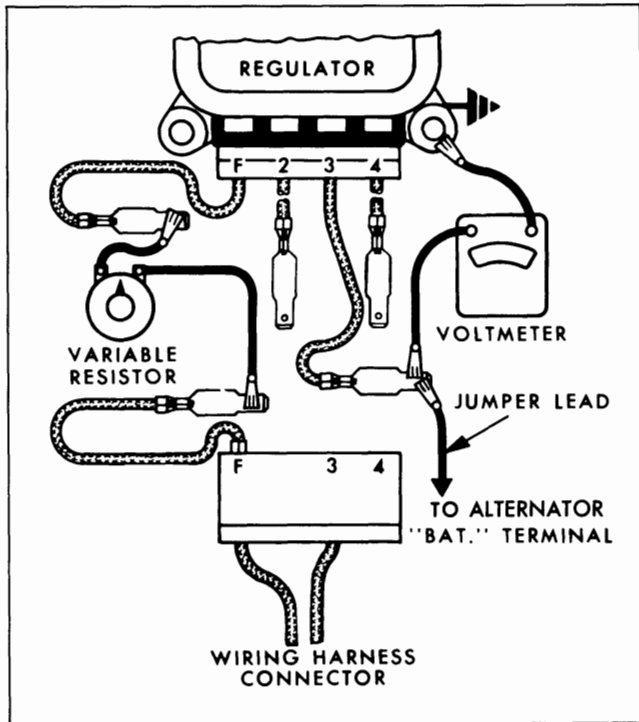 REGULATOR
F 2 3 4
VOLTMETER
VARIABLE
RESISTOR
JUMPER LEAD
F 3 4
TO ALTERNATOR
"BAT." TERMINAL
WIRING HARNESS
CONNECTOR